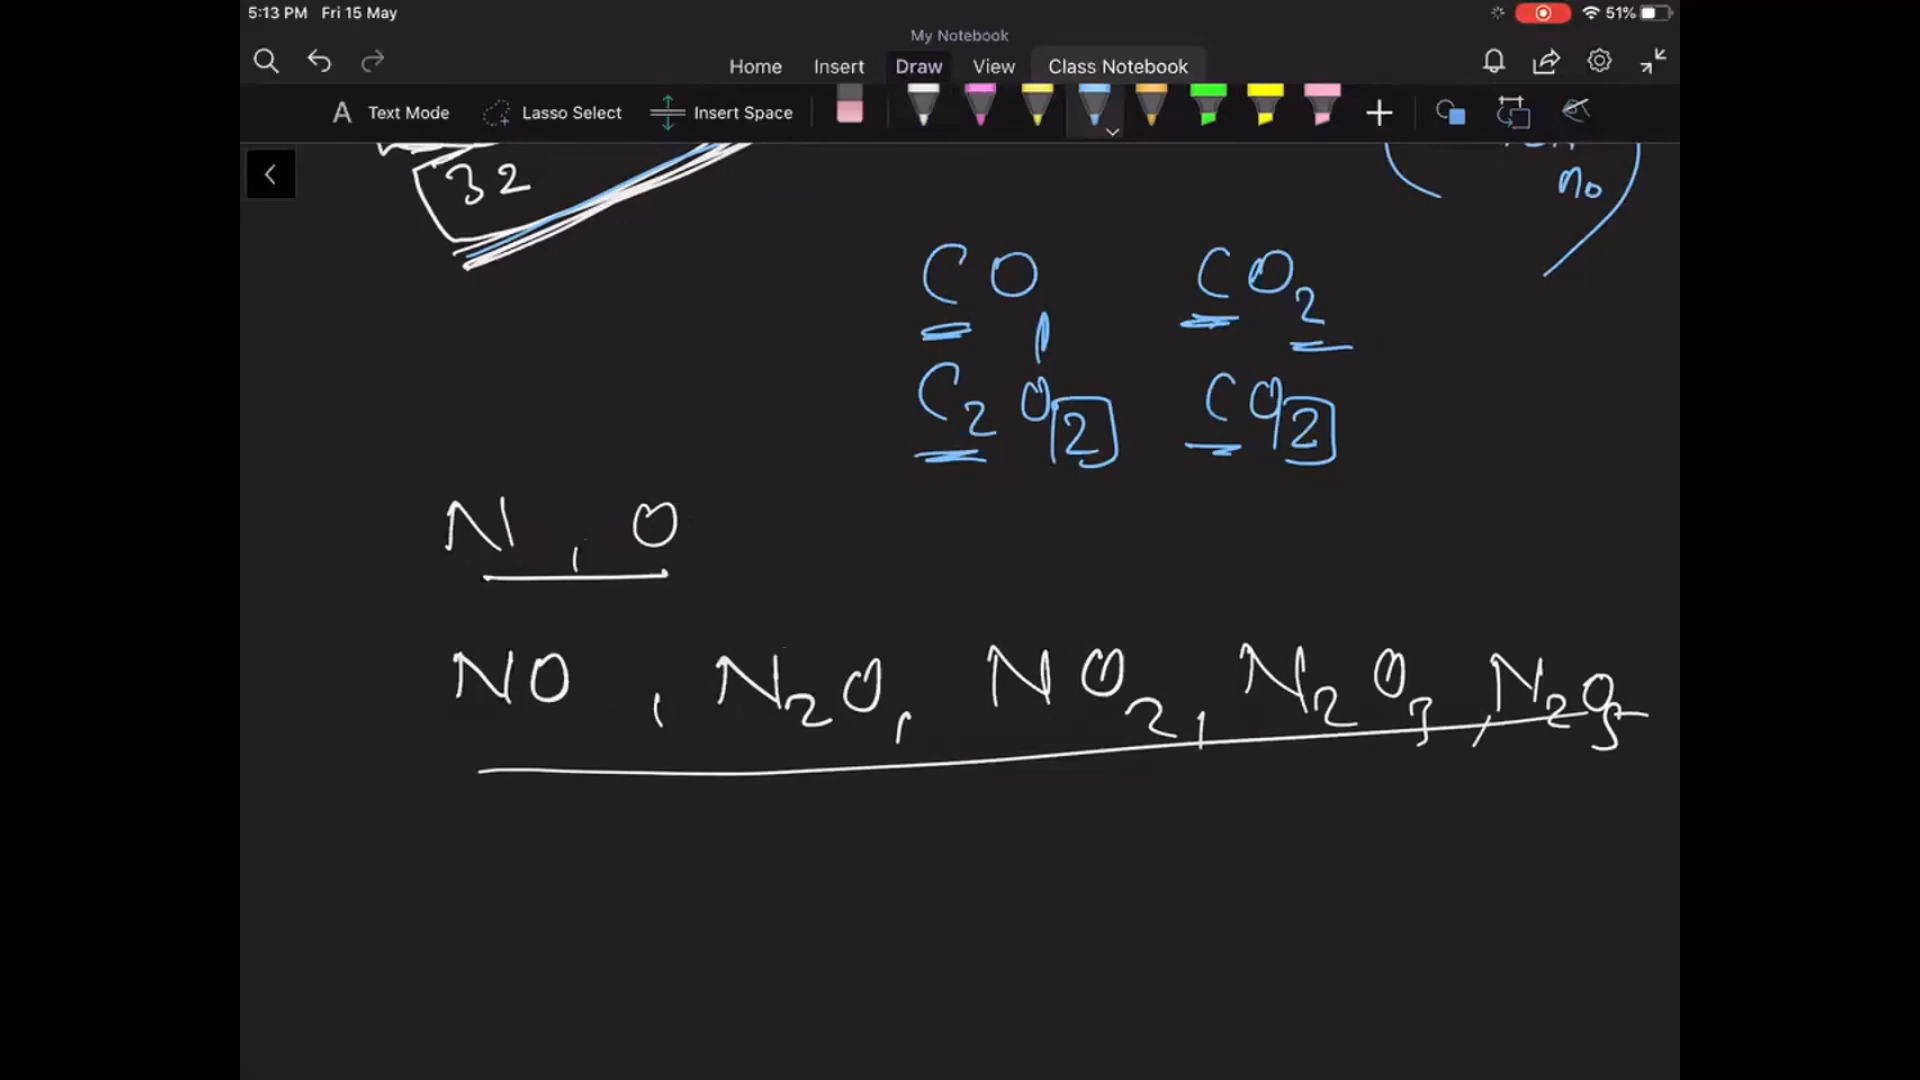 5:13 PM Fri 15 May
51%
My Notebook
Home Insert Draw View Class Notebook
A Text Mode Lasso Select Insert Space
32
no
CO CO₂
C₂O₂ CO₂
N, O
NO, N₂O, NO₂, N₂O₃, N₂O₅